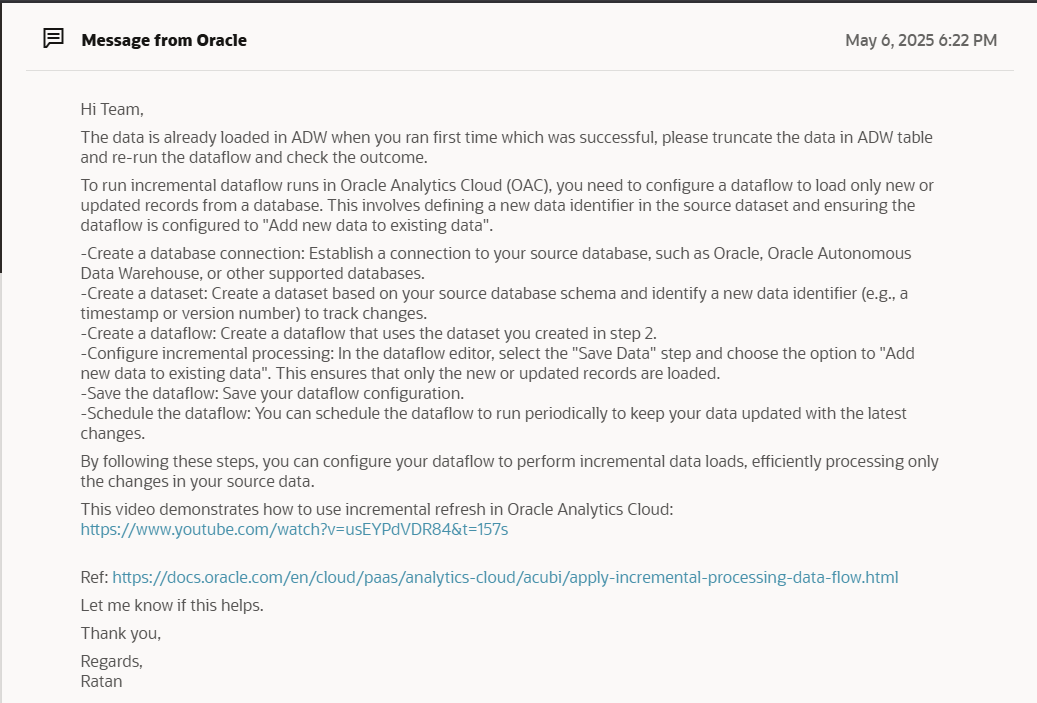 Message from Oracle
May 6, 2025 6:22 PM
Hi Team,
The data is already loaded in ADW when you ran first time which was successful, please truncate the data in ADW table
and re-run the dataflow and check the outcome.
To run incremental dataflow runs in Oracle Analytics Cloud (OAC), you need to configure a dataflow to load only new or
updated records from a database. This involves defining a new data identifier in the source dataset and ensuring the
dataflow is configured to "Add new data to existing data".
-Create a database connection: Establish a connection to your source database, such as Oracle, Oracle Autonomous
Data Warehouse, or other supported databases.
-Create a dataset: Create a dataset based on your source database schema and identify a new data identifier (e.g., a
timestamp or version number) to track changes.
-Create a dataflow: Create a dataflow that uses the dataset you created in step 2.
-Configure incremental processing: In the dataflow editor, select the "Save Data" step and choose the option to "Add
new data to existing data". This ensures that only the new or updated records are loaded.
-Save the dataflow: Save your dataflow configuration.
-Schedule the dataflow: You can schedule the dataflow to run periodically to keep your data updated with the latest
changes.
By following these steps, you can configure your dataflow to perform incremental data loads, efficiently processing only
the changes in your source data.
This video demonstrates how to use incremental refresh in Oracle Analytics Cloud:
https://www.youtube.com/watch?v=usEYPdVDR84&t=157s
Ref: https://docs.oracle.com/en/cloud/paas/analytics-cloud/acubi/apply-incremental-processing-data-flow.html
Let me know if this helps.
Thank you,
Regards,
Ratan